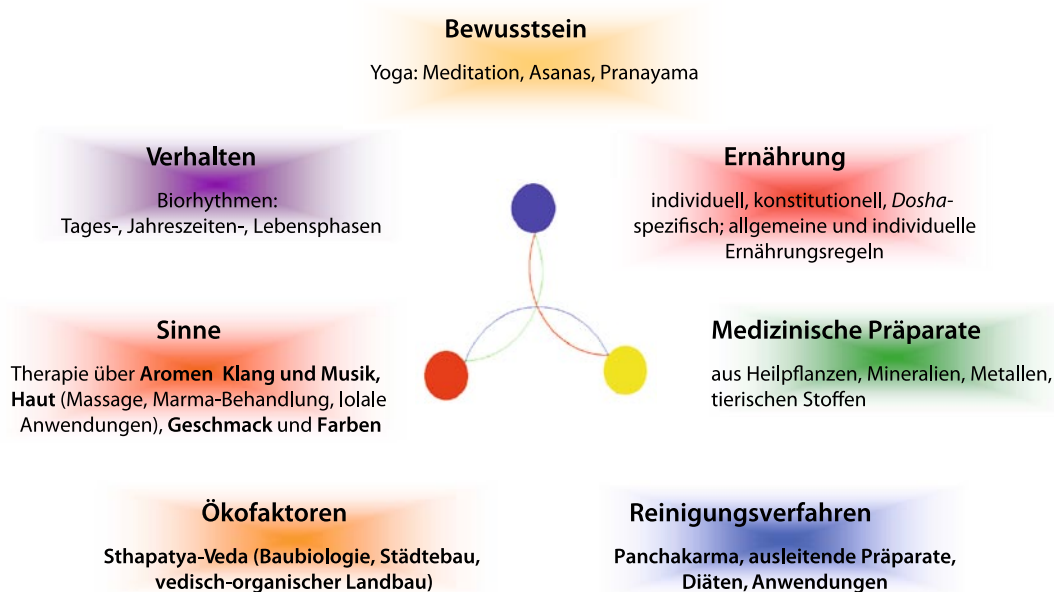 Bewusstsein
Yoga: Meditation, Asanas, Pranayama
Verhalten
Biorhythmen:
Tages-, Jahreszeiten-, Lebensphasen
Ernährung
individuell, konstitutionell, Dosha-
spezifisch; allgemeine und individuelle
Ernährungsregeln
Sinne
Therapie über Aromen Klang und Musik,
Haut (Massage, Marma-Behandlung, lolale
Anwendungen), Geschmack und Farben
Medizinische Präparate
aus Heilpflanzen, Mineralien, Metallen,
tierischen Stoffen
Ökofaktoren
Sthapatya-Veda (Baubiologie, Städtebau,
vedisch-organischer Landbau)
Reinigungsverfahren
Panchakarma, ausleitende Präparate,
Diäten, Anwendungen